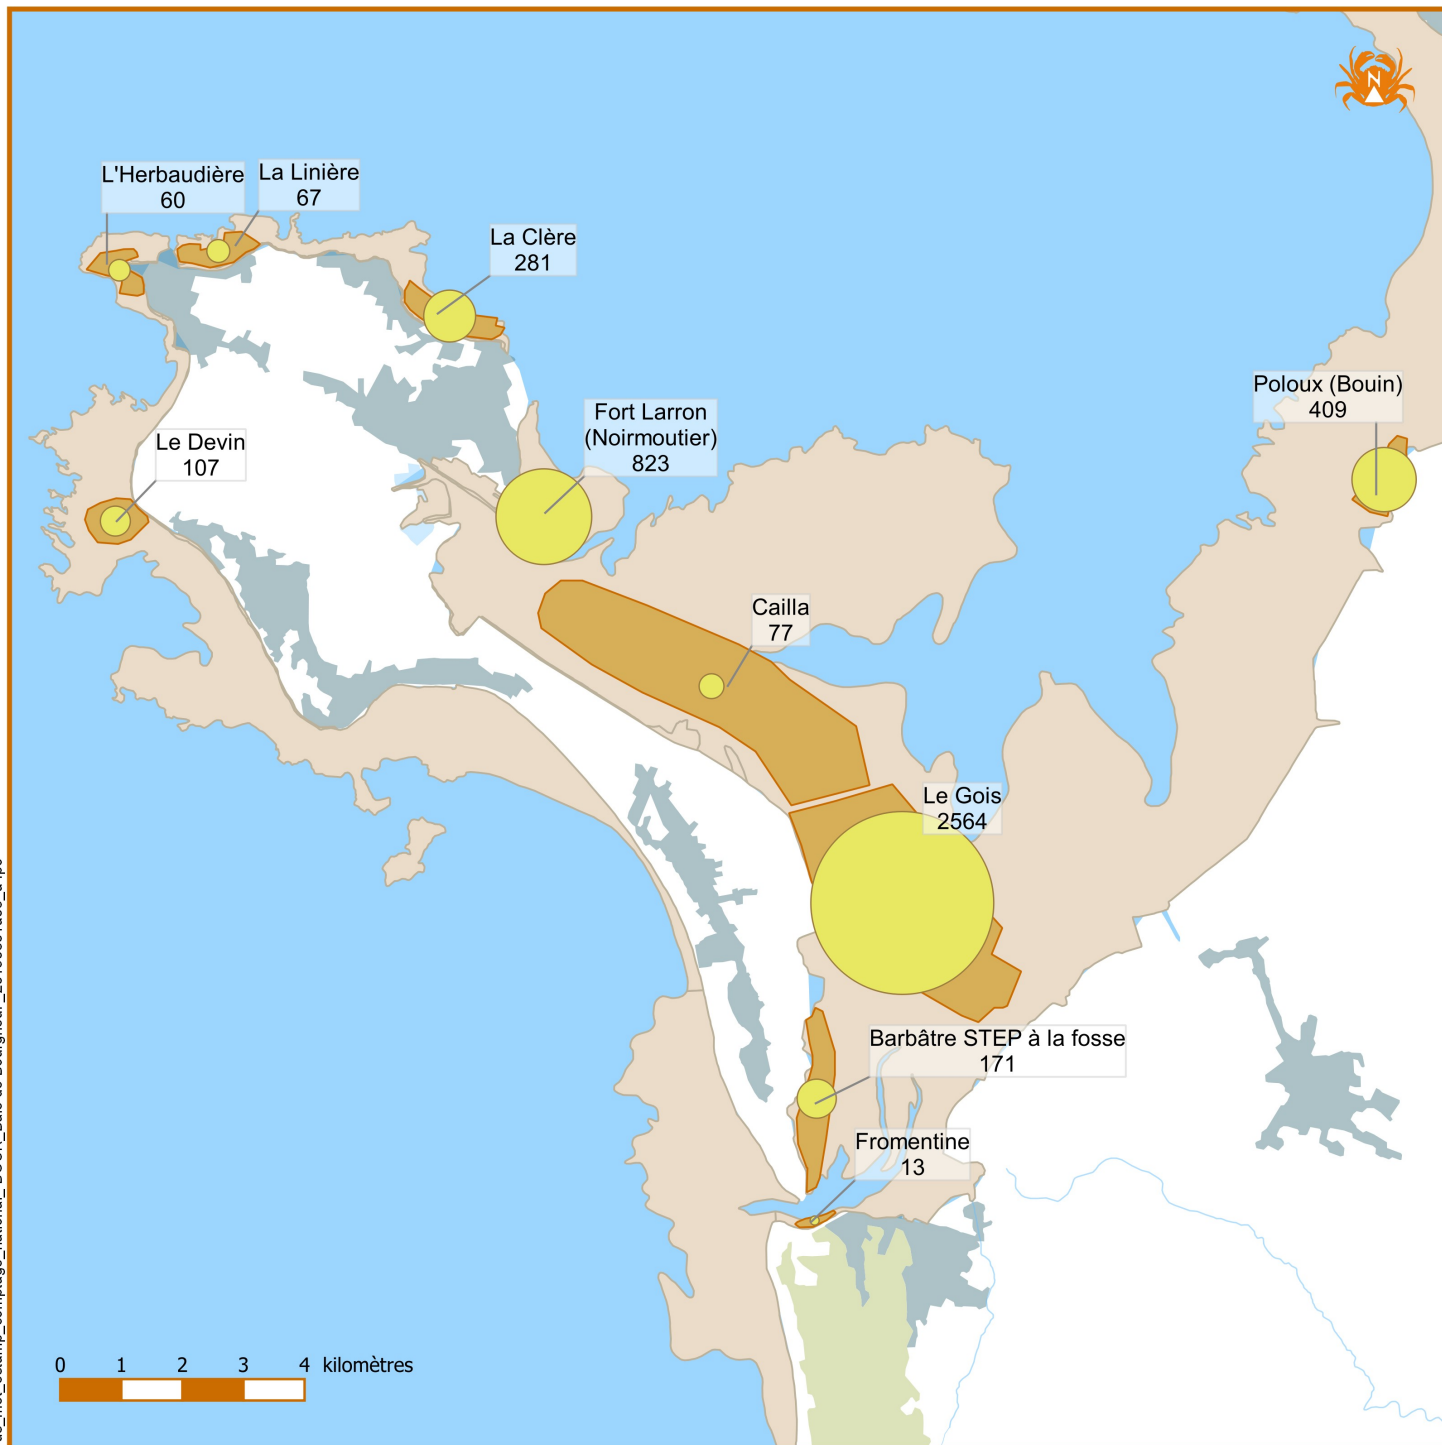 N
L'Herbaudière
60
La Linière
67
La Clère
281
Poloux (Bouin)
409
Fort Larron
(Noirmoutier)
823
Le Devin
107
Cailla
77
Le Gois
2564
Barbâtre STEP à la fosse
171
Fromentine
13
0 1 2 3 4 kilomètres